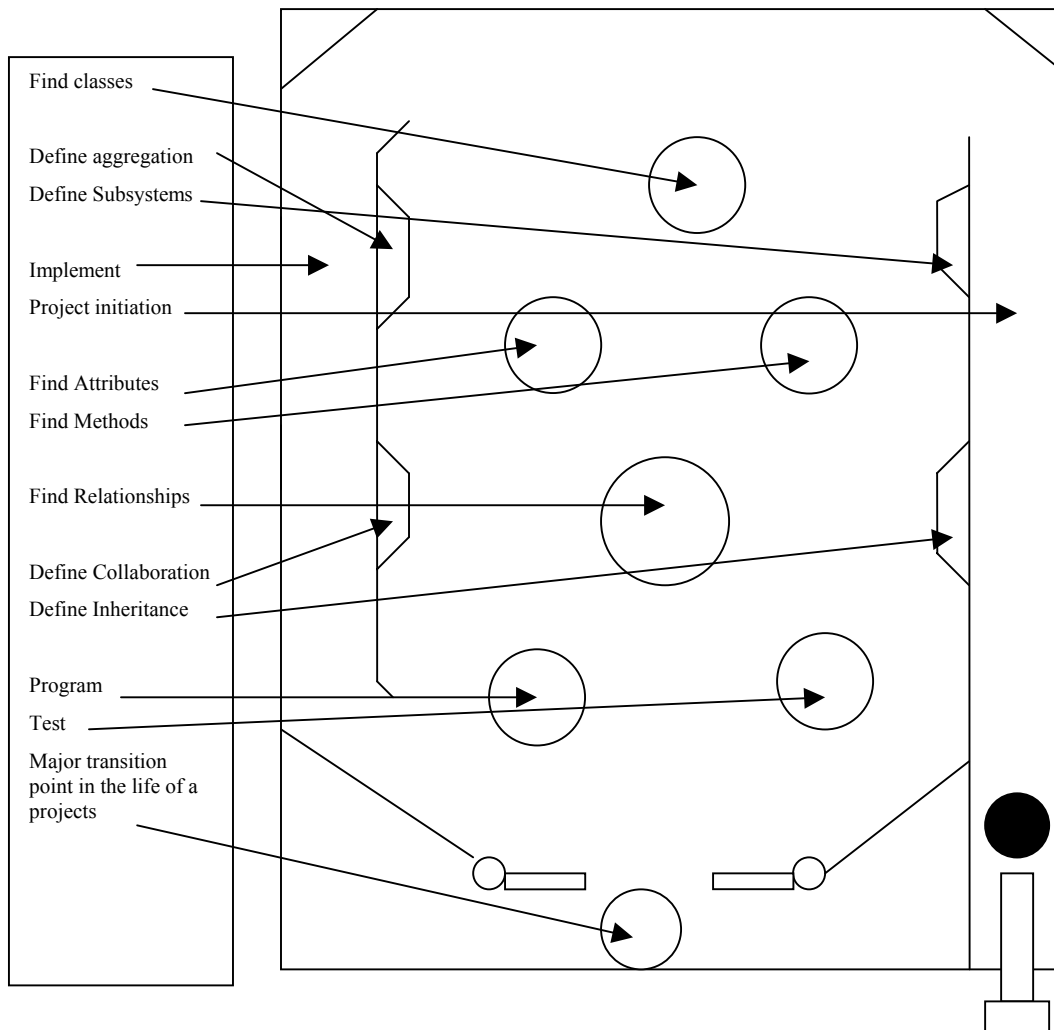 Find classes
Define aggregation
Define Subsystems
Implement
Project initiation
Find Attributes
Find Methods
Find Relationships
Define Collaboration
Define Inheritance
Program
Test
Major transition
point in the life of a
projects